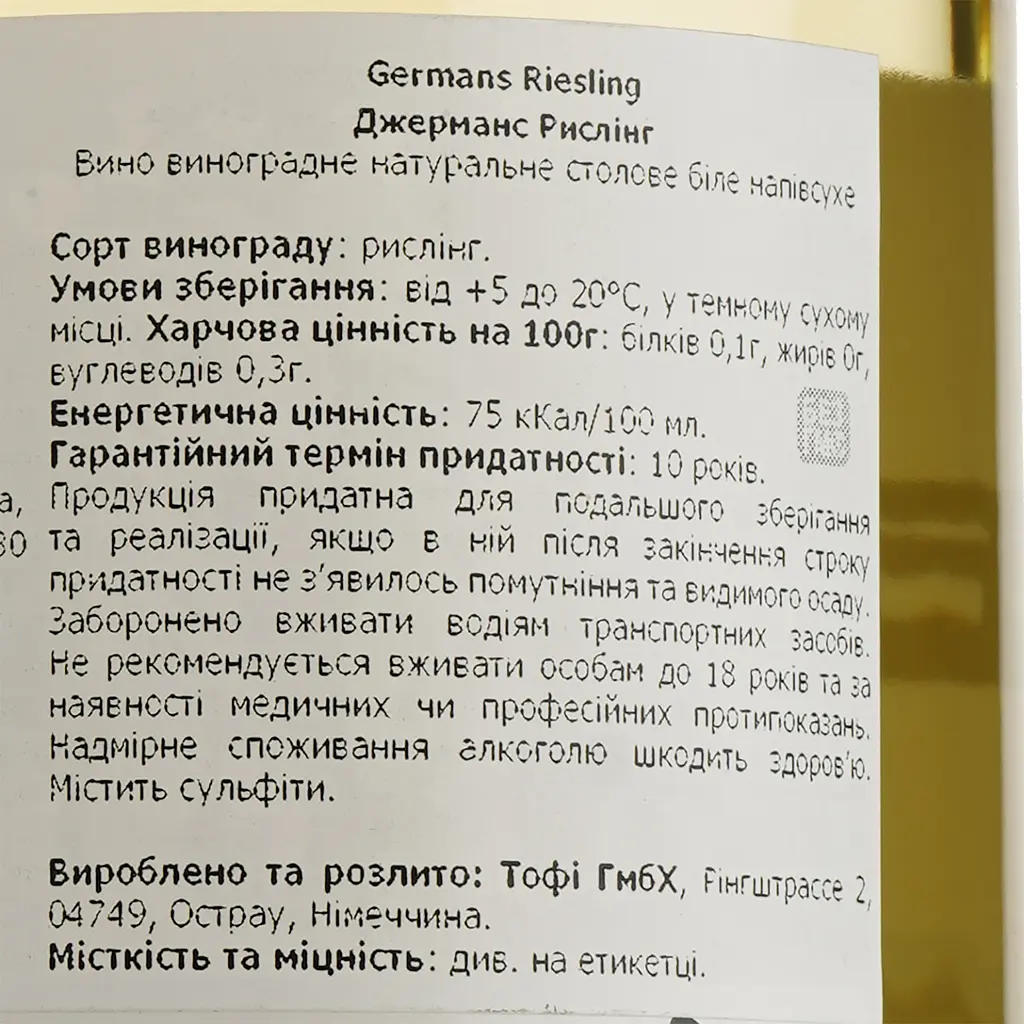 Germans Riesling
Джерманс Рислінг
Вино виноградне натуральне столове біле напівсухе
Сорт винограду: рислінг.
Умови зберігання: від +5 до 20°С, у темному сухому
місці. Харчова цінність на 100г: білків 0,1г, жирів 0г,
вуглеводів 0,3г.
Енергетична цінність: 75 кКал/100 мл.
Гарантійний термін придатності: 10 років.
а, Продукція придатна для подальшого зберігання
30 та реалізації, якщо в ній після закінчення строку
придатності не з’явилось помутніння та видимого осаду.
Заборонено вживати водіям транспортних засобів.
Не рекомендується вживати особам до 18 років та за
наявності медичних чи професійних протипоказань.
Надмірне споживання алкоголю шкодить здоров’ю.
Містить сульфіти.
Вироблено та розлито: Тофі ГмбХ, Рінгштрассе 2,
04749, Острау, Німеччина.
Місткість та міцність: див. на етикетці.